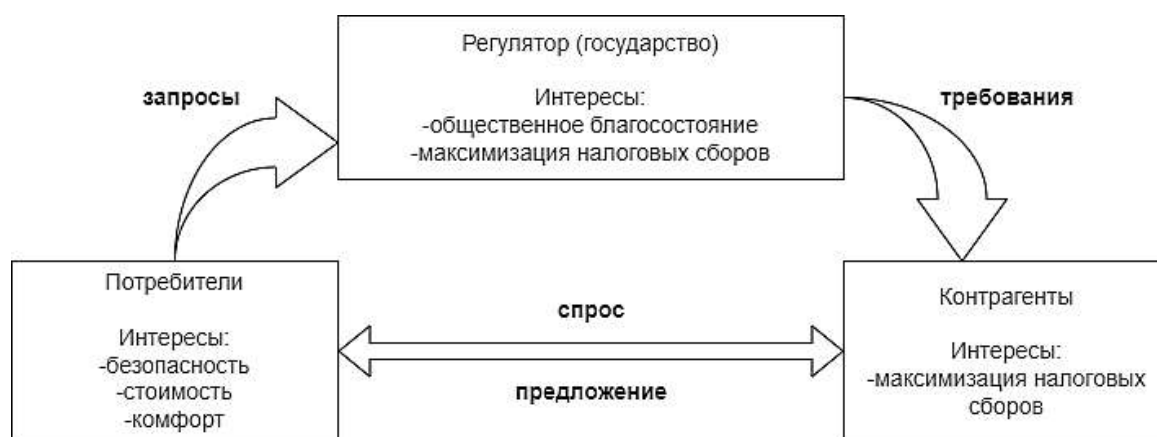 Регулятор (государство)
Интересы:
-общественное благосостояние
-максимизация налоговых сборов
запросы
требования
Потребители
Интересы:
-безопасность
-стоимость
-комфорт
спрос
предложение
Контрагенты
Интересы:
-максимизация налоговых
сборов